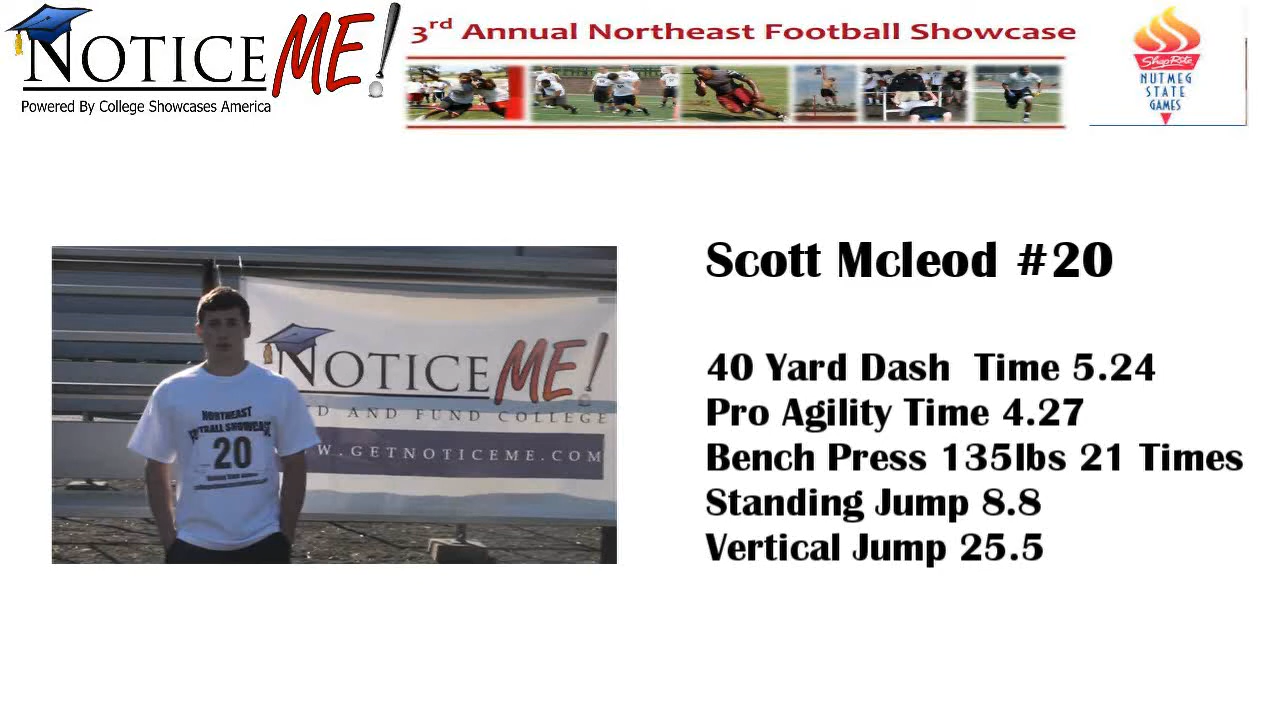 NOTICE ME!
Powered By College Showcases America
3rd Annual Northeast Football Showcase
ShopRite
NUTMEG
STATE
GAMES
Scott Mcleod #20
40 Yard Dash  Time 5.24
Pro Agility Time 4.27
Bench Press 135lbs 21 Times
Standing Jump 8.8
Vertical Jump 25.5
NOTICE ME!
D AND FUND COLLEGE
W.GETNOTICEME.COM
NORTHEAST
SHOWCASE
20